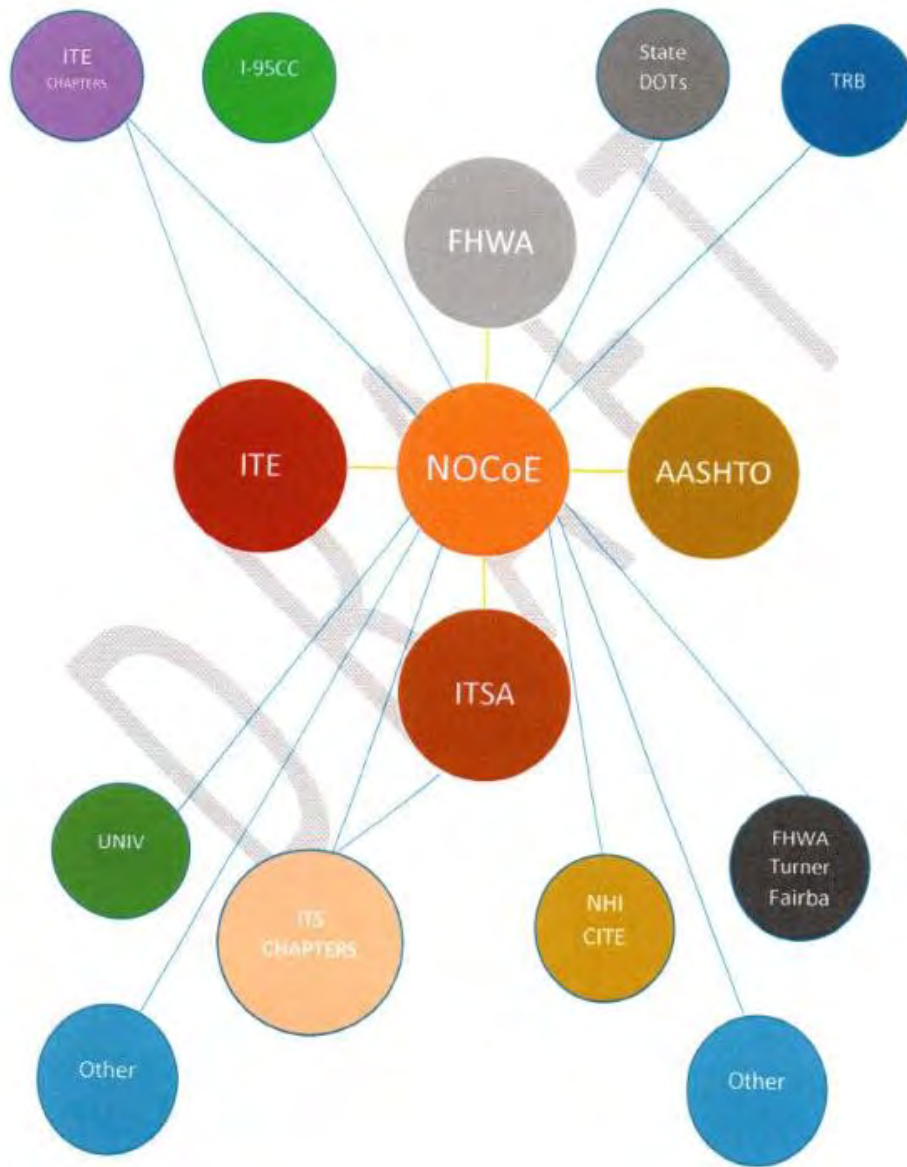 ITE
CHAPTERS
I-95CC
State
DOTs
TRB
FHWA
ITE
NOCoE
AASHTO
ITSA
UNIV
ITS
CHAPTERS
NHI
CITE
FHWA
Turner
Fairba
Other
Other
DRAFT